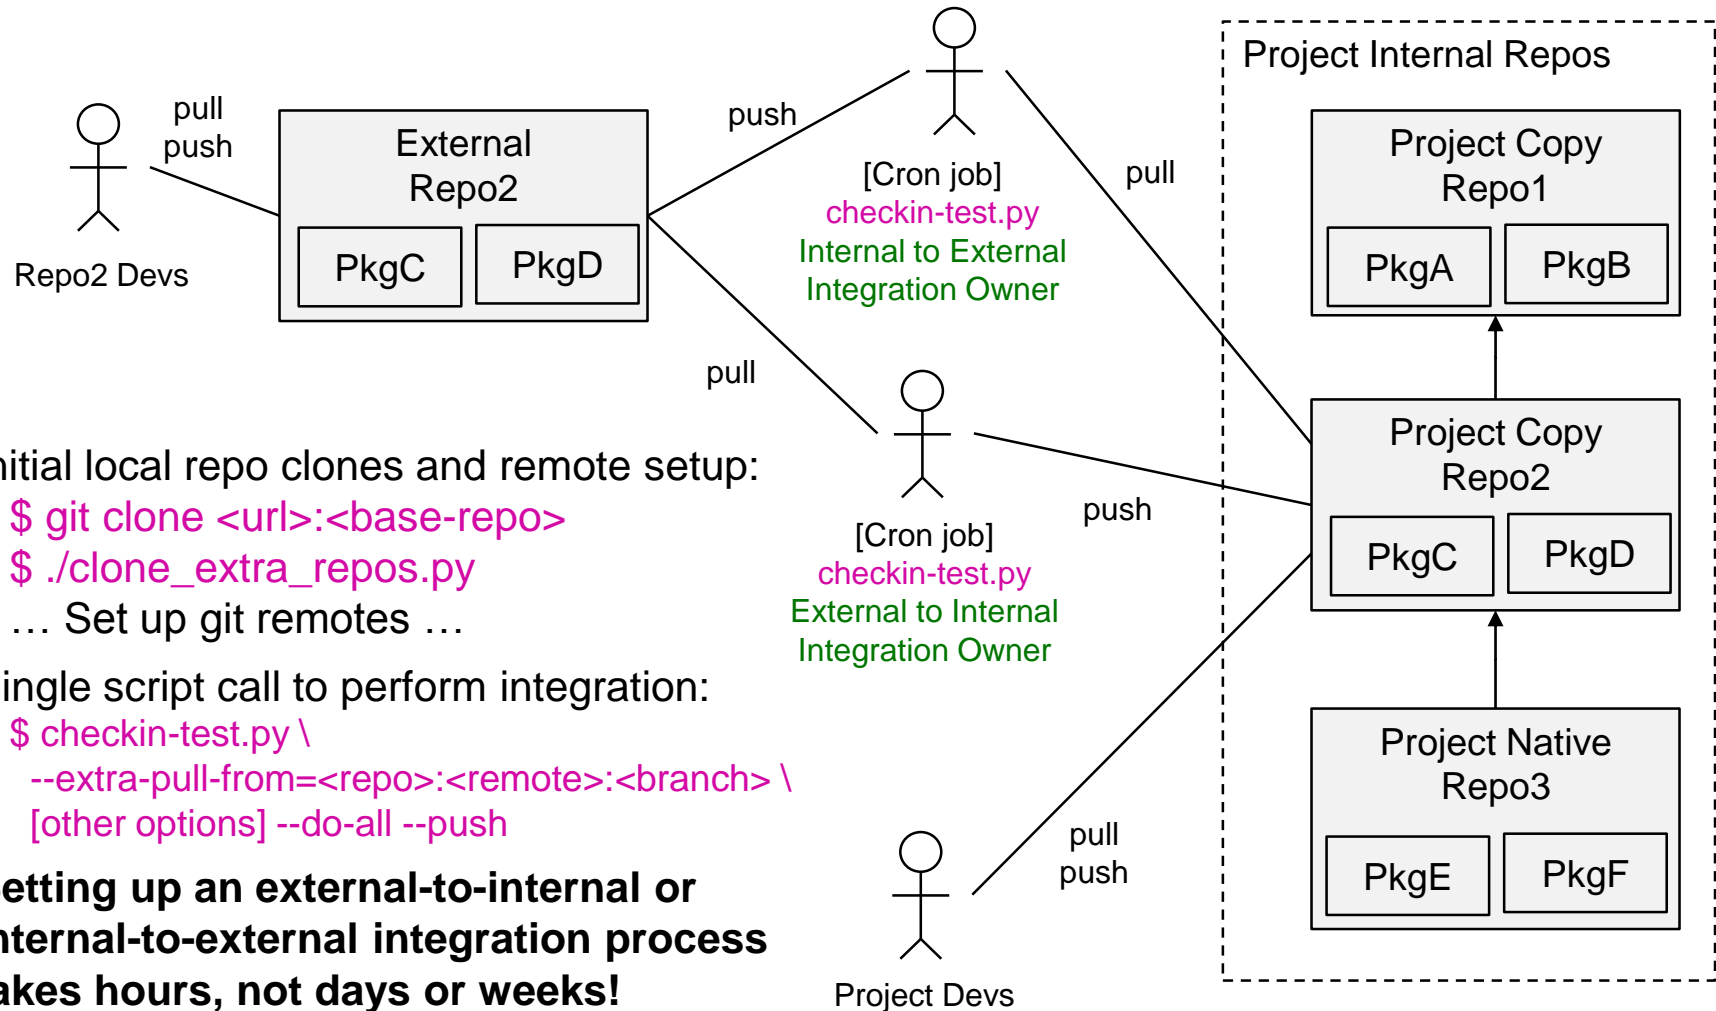 pull
push
External
Repo2
PkgC
PkgD
Repo2 Devs
push
pull
[Cron job]
checkin-test.py
Internal to External
Integration Owner
pull
[Cron job]
checkin-test.py
External to Internal
Integration Owner
push
pull
push
Project Devs
Project Internal Repos
Project Copy
Repo1
PkgA
PkgB
Project Copy
Repo2
PkgC
PkgD
Project Native
Repo3
PkgE
PkgF
nitial local repo clones and remote setup:
$ git clone <url>:<base-repo>
$ ./clone_extra_repos.py
… Set up git remotes …
ingle script call to perform integration:
$ checkin-test.py \
--extra-pull-from=<repo>:<remote>:<branch> \
[other options] --do-all --push
etting up an external-to-internal or
nternal-to-external integration process
akes hours, not days or weeks!